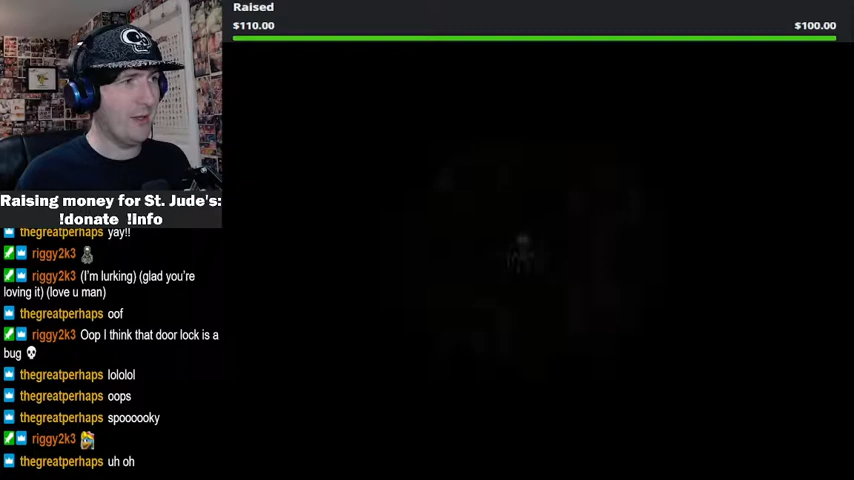 Raised
$110.00 $100.00
Raising money for St. Jude's:
!donate !Info
thegreatperhaps yay!!
riggy2k3
riggy2k3 (I'm lurking) (glad you're
loving it) (love u man)
thegreatperhaps oof
riggy2k3 Oop I think that door lock is a
bug
thegreatperhaps lololol
thegreatperhaps oops
thegreatperhaps spoooooky
riggy2k3
thegreatperhaps uh oh